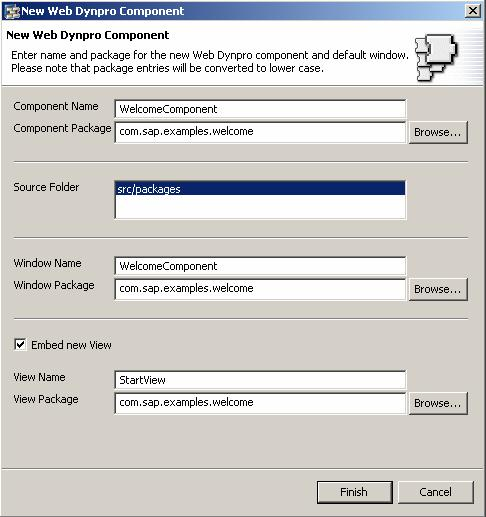 New Web Dynpro Component
New Web Dynpro Component
Enter name and package for the new Web Dynpro component and default window.
Please note that package entries will be converted to lower case.
Component Name WelcomeComponent
Component Package com.sap.examples.welcome Browse...
Source Folder src/packages
Window Name WelcomeComponent
Window Package com.sap.examples.welcome Browse...
Embed new View
View Name StartView
View Package com.sap.examples.welcome Browse...
Finish Cancel